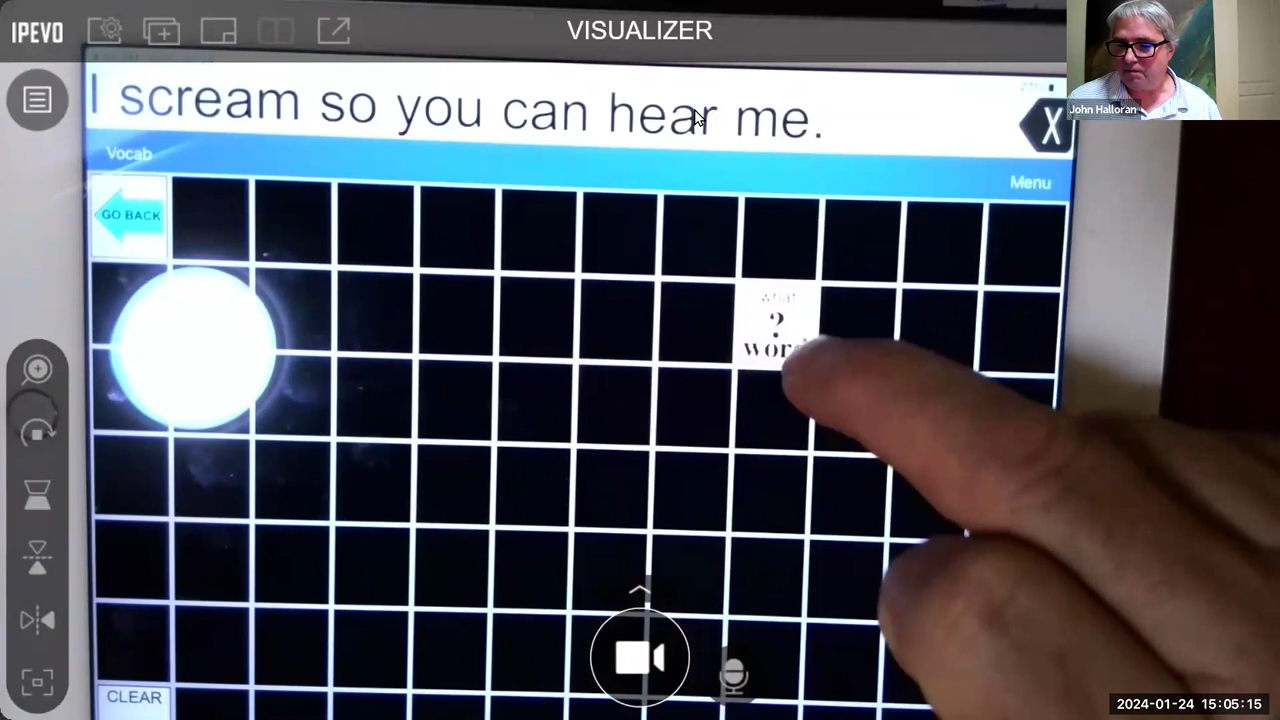 IPEVO
VISUALIZER
John Halloran
I scream so you can hear me.
X
Vocab
Menu
GO BACK
what
?
CLEAR
2024-01-24 15:05:15